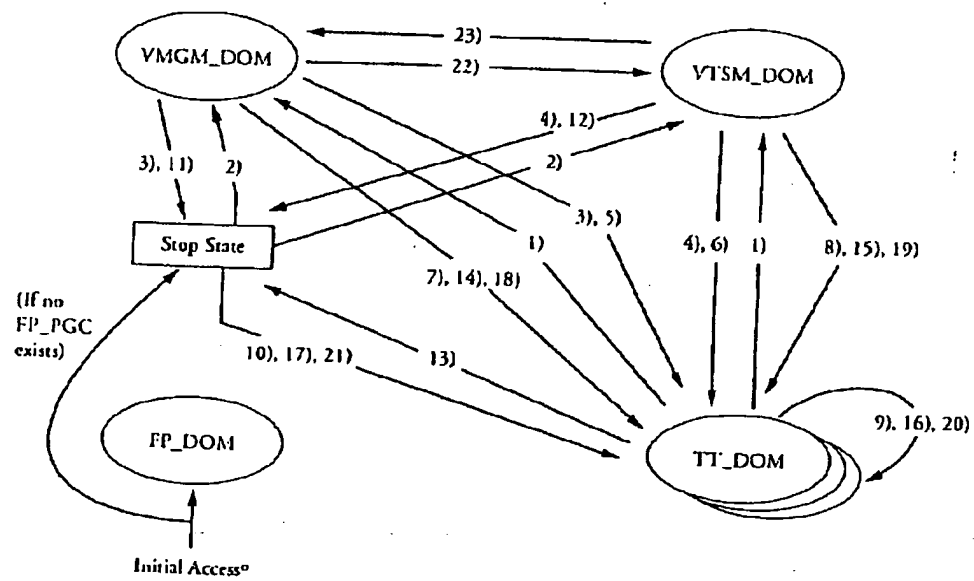 23)
VMGM_DOM
VTSM_DOM
22)
4), 12)
3), 11)
2)
2)
3), 5)
Stop State
1)
4), 6)
1)
8), 15), 19)
7), 14), 18)
(If no
FP_PGC
exists)
10), 17), 21)
13)
9), 16), 20)
FP_DOM
TT_DOM
Initial Access